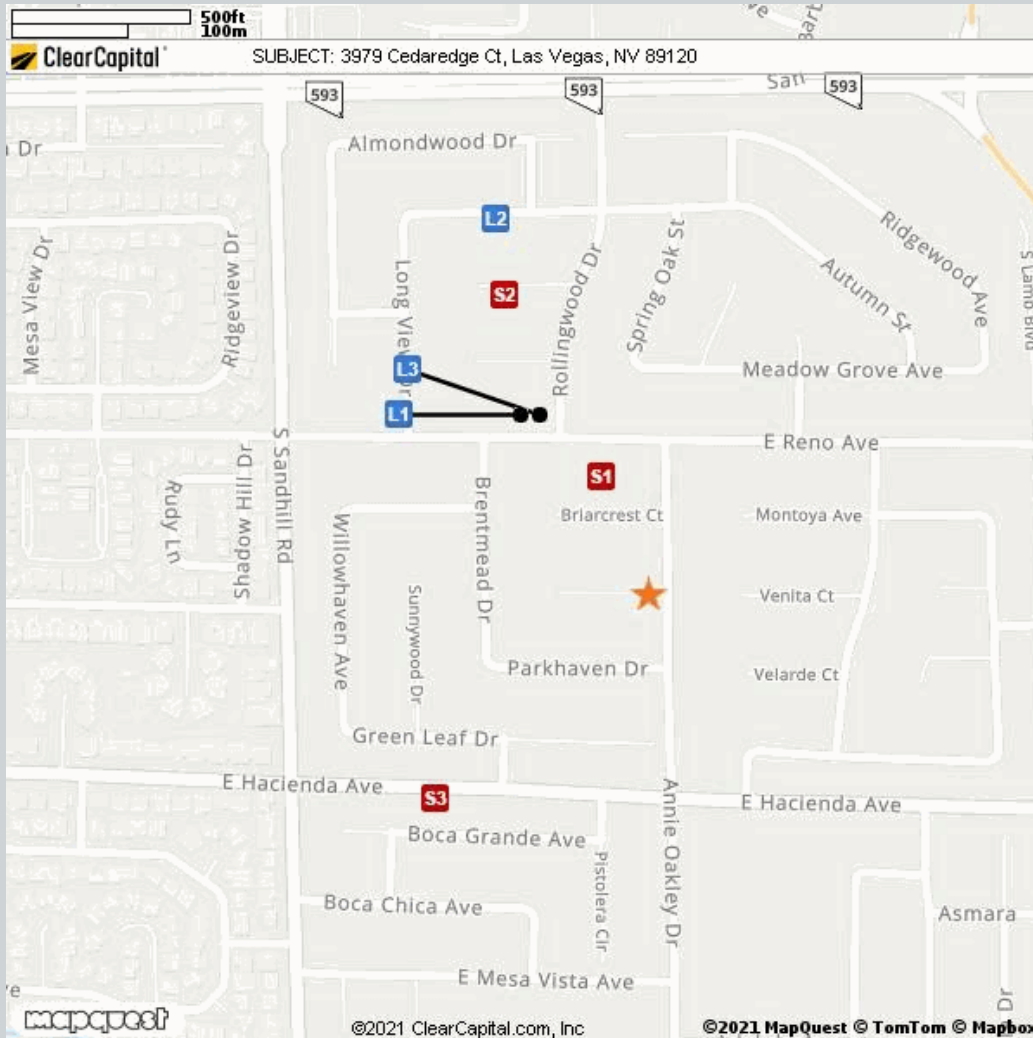 500ft
100m
ClearCapital
SUBJECT: 3979 Cedaredge Ct, Las Vegas, NV 89120
593
593
San
593
Dr
Almondwood Dr
L2
Ridgewood Ave
Mesa View Dr
Ridgeview Dr
Long View Dr
S2
Rollingwood Dr
Spring Oak St
Autumn St
L3
Meadow Grove Ave
L1
E Reno Ave
S Sandhill Rd
S1
Rudy Ln
Shadow Hill Dr
Willowhaven Ave
Brentmead Dr
Briarcrest Ct
Montoya Ave
Sunnywood Dr
Venita Ct
Parkhaven Dr
Velarde Ct
Green Leaf Dr
E Hacienda Ave
S3
Annie Oakley Dr
E Hacienda Ave
Boca Grande Ave
Pistolera Cir
Boca Chica Ave
Asmara
E Mesa Vista Ave
Dr
mapquest
©2021 ClearCapital.com, Inc
©2021 MapQuest © TomTom © Mapbox